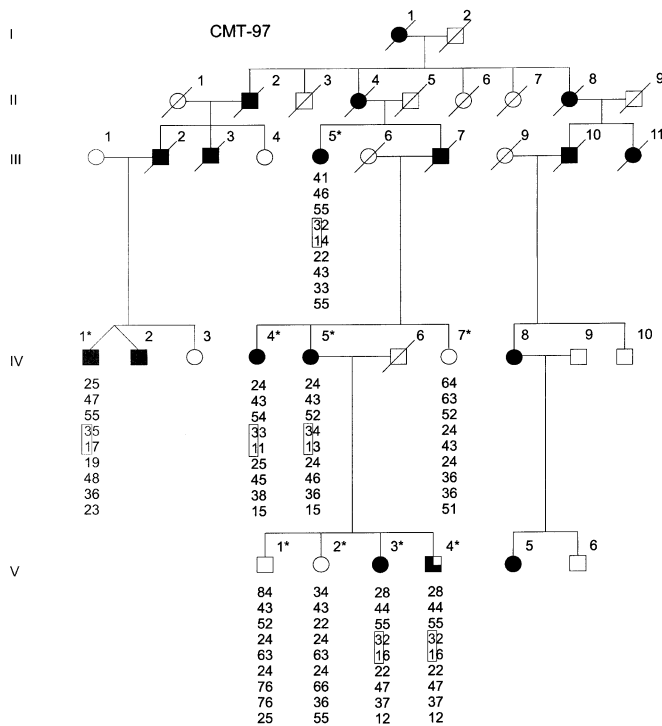 I CMT-97 1 2
II 1 2 3 4 5 6 7 8 9
III 1 2 3 4 5* 6 7 9 10 11
41
46
55
32
14
22
43
33
55
IV 1* 2 3 4* 5* 6 7* 8 9 10
25 24 24 64
47 43 43 63
55 54 52 52
35 33 34 24
17 11 13 43
19 25 24 24
48 45 46 36
36 38 36 36
23 15 15 51
V 1* 2* 3* 4* 5 6
84 34 28 28
43 43 44 44
52 22 55 55
24 24 32 32
63 63 16 16
24 24 22 22
76 66 47 47
76 36 37 37
25 55 12 12